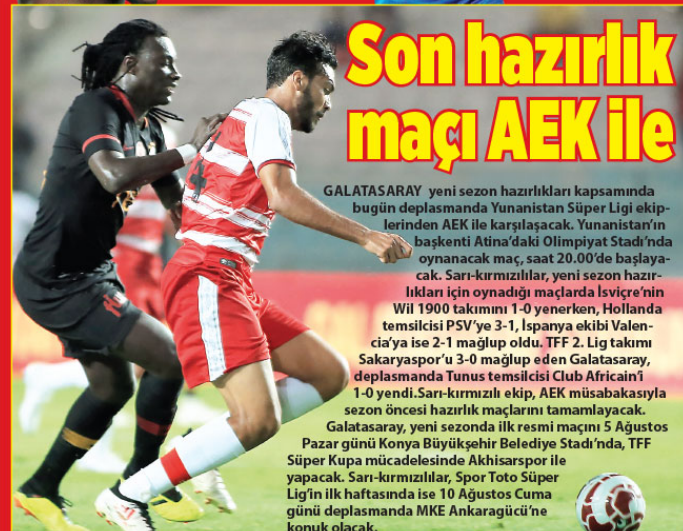 Son hazırlık
maçı AEK ile
GALATASARAY yeni sezon hazırlıkları kapsamında
bugün deplasmanda Yunanistan Süper Ligi ekip-
lerinden AEK ile karşılaşacak. Yunanistan’ın
başkenti Atina’daki Olimpiyat Stadı’nda
oynanacak maç, saat 20.00’de başlaya-
cak. Sarı-kırmızılılar, yeni sezon hazır-
lıkları için oynadığı maçlarda İsviçre’nin
Wil 1900 takımını 1-0 yenerken, Hollanda
temsilcisi PSV’ye 3-1, İspanya ekibi Valen-
cia’ya ise 2-1 mağlup oldu. TFF 2. Lig takımı
Sakaryaspor’u 3-0 mağlup eden Galatasaray,
deplasmanda Tunus temsilcisi Club Africain’i
1-0 yendi.Sarı-kırmızılı ekip, AEK müsabakasıyla
sezon öncesi hazırlık maçlarını tamamlayacak.
Galatasaray, yeni sezonda ilk resmi maçını 5 Ağustos
Pazar günü Konya Büyükşehir Belediye Stadı’nda, TFF
Süper Kupa mücadelesinde Akhisarspor ile
yapacak. Sarı-kırmızılılar, Spor Toto Süper
Lig’in ilk haftasında ise 10 Ağustos Cuma
günü deplasmanda MKE Ankaragücü’ne
konuk olacak.